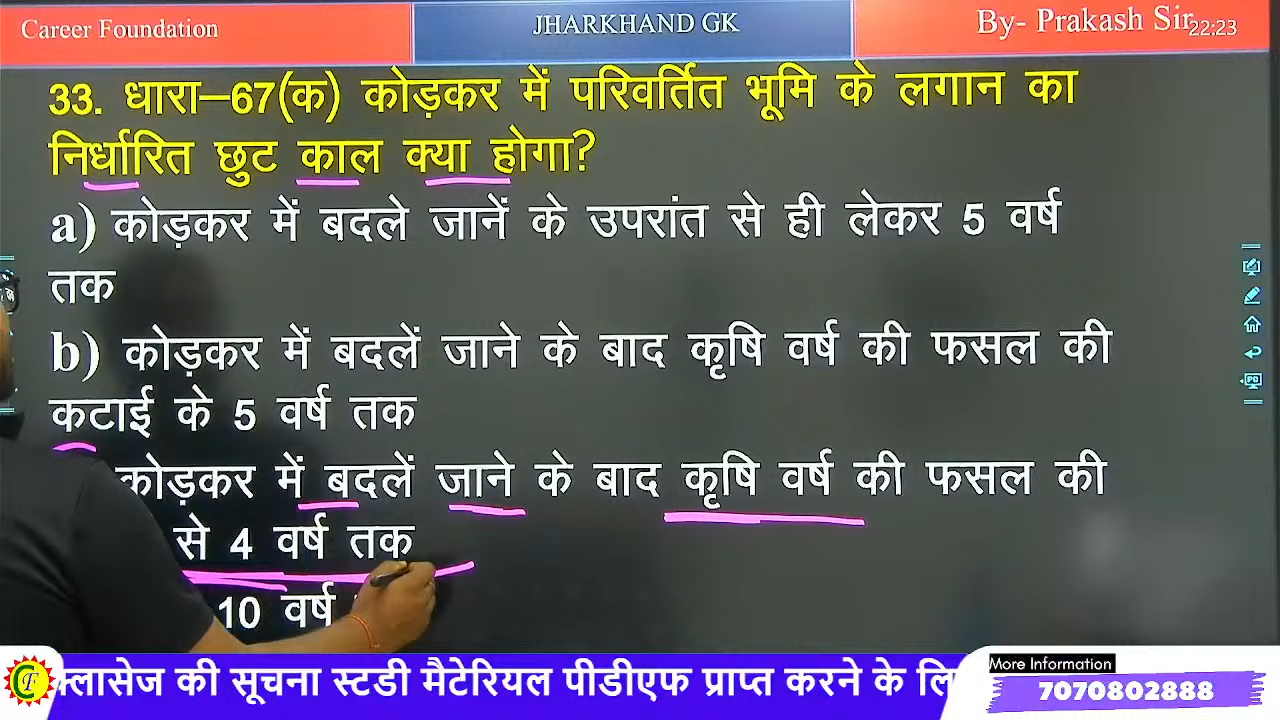 Career Foundation
JHARKHAND GK
By- Prakash Sir
22:23
33. धारा–67(क) कोड़कर में परिवर्तित भूमि के लगान का
निर्धारित छुट काल क्या होगा?
a) कोड़कर में बदले जानें के उपरांत से ही लेकर 5 वर्ष
तक
b) कोड़कर में बदलें जाने के बाद कृषि वर्ष की फसल की
कटाई के 5 वर्ष तक
कोड़कर में बदलें जाने के बाद कृषि वर्ष की फसल की
से 4 वर्ष तक
10 वर्ष
क्लासेज की सूचना स्टडी मैटेरियल पीडीएफ प्राप्त करने के लि
More Information
7070802888